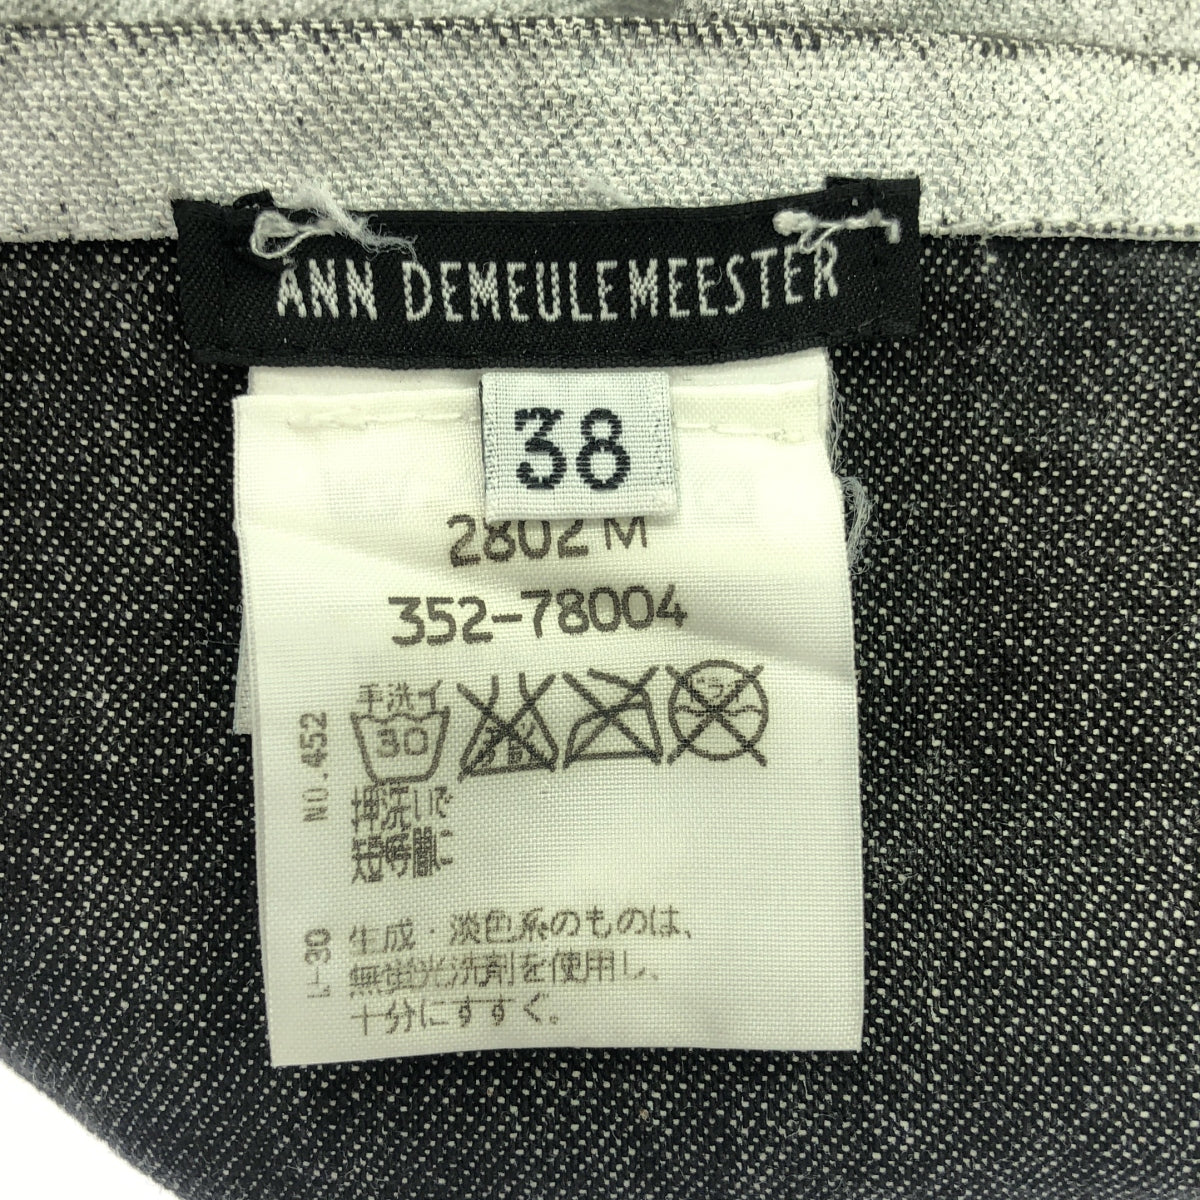 ANN DEMEULEMEESTER
38
2802 M
352-78004
手洗イ
30
押洗いで
短時間に
NO.452
L-30
生成・淡色系のものは、
無蛍光洗剤を使用し、
十分にすすぐ。